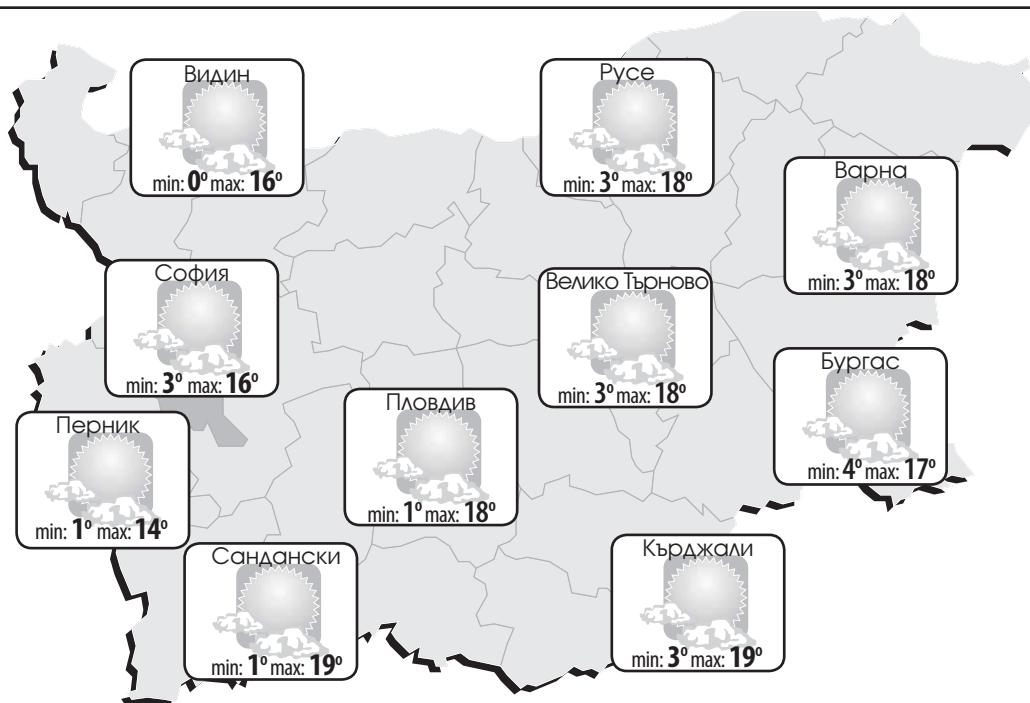 Видин
min: 0° max: 16°
Русе
min: 3° max: 18°
Варна
min: 3° max: 18°
София
min: 3° max: 16°
Велико Търново
min: 3° max: 18°
Бургас
min: 4° max: 17°
Пловдив
min: 1° max: 18°
Перник
min: 1° max: 14°
Сандански
min: 1° max: 19°
Кърджали
min: 3° max: 19°